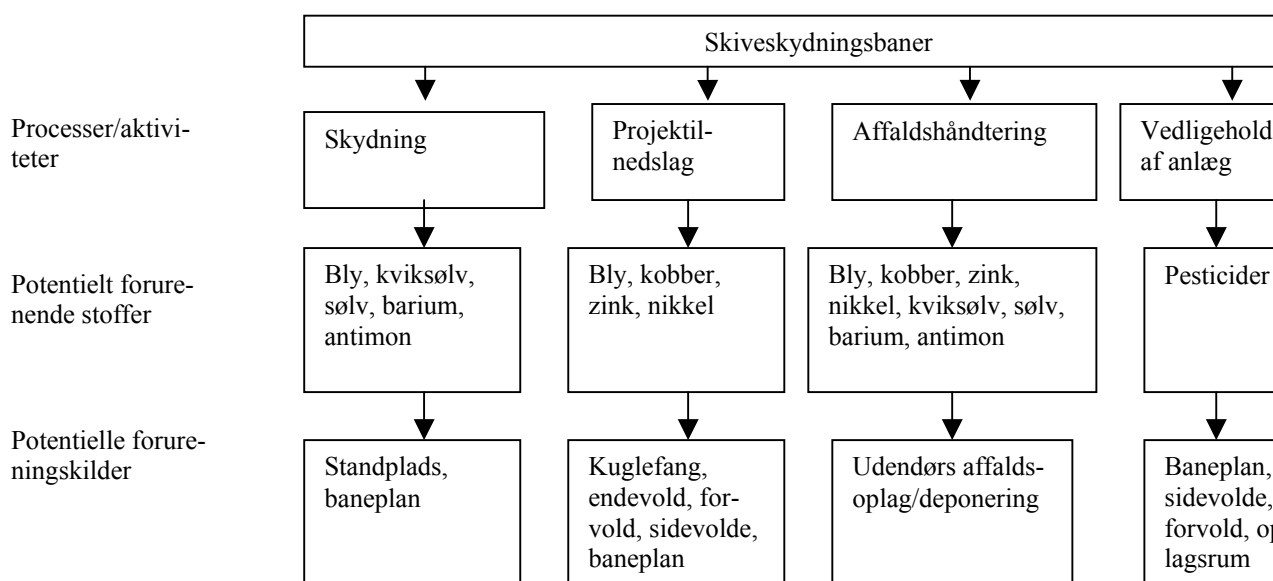 Skiveskydningsbaner
Processer/aktivi-
teter
Skydning
Projektil-
nedslag
Affaldshåndtering
Vedligehold
af anlæg
Potentielt forure-
nende stoffer
Bly, kviksølv,
sølv, barium,
antimon
Bly, kobber,
zink, nikkel
Bly, kobber, zink,
nikkel, kviksølv, sølv,
barium, antimon
Pesticider
Potentielle forure-
ningskilder
Standplads,
baneplan
Kuglefang,
endevold, for-
vold, sidevolde,
baneplan
Udendørs affalds-
oplag/deponering
Baneplan,
sidevolde,
forvold,
lagsrum